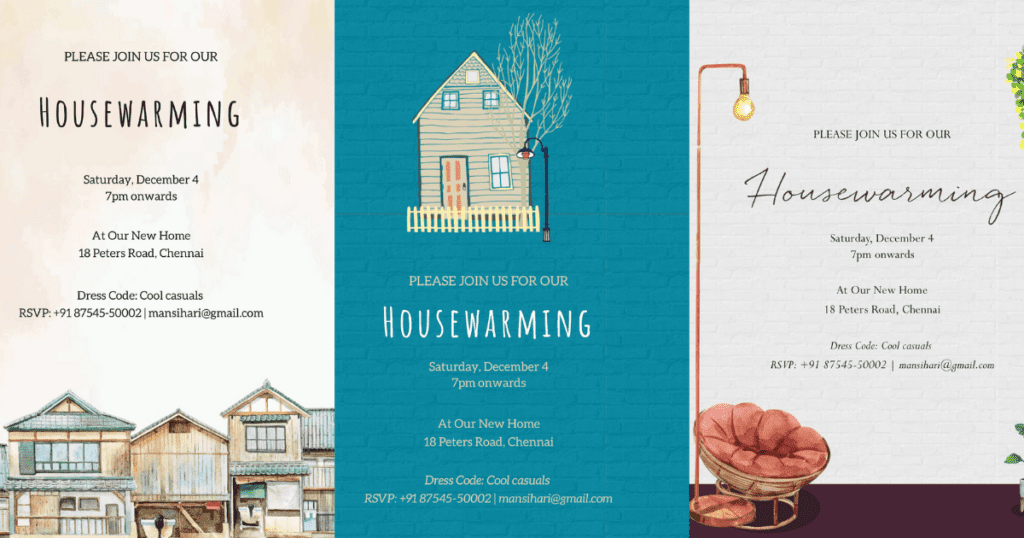 PLEASE JOIN US FOR OUR
HOUSEWARMING
Saturday, December 4
7pm onwards
At Our New Home
18 Peters Road, Chennai
Dress Code: Cool casuals
RSVP: +91 87545-50002 | mansihari@gmail.com
PLEASE JOIN US FOR OUR
HOUSEWARMING
Saturday, December 4
7pm onwards
At Our New Home
18 Peters Road, Chennai
Dress Code: Cool casuals
RSVP: +91 87545-50002 | mansihari@gmail.com
PLEASE JOIN US FOR OUR
Housewarming
Saturday, December 4
7pm onwards
At Our New Home
18 Peters Road, Chennai
Dress Code: Cool casuals
RSVP: +91 87545-50002 | mansihari@gmail.com